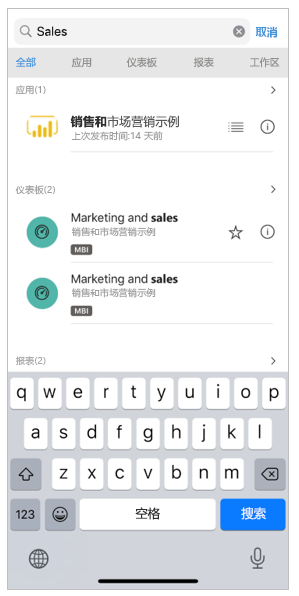 Sales 取消
全部 应用 仪表板 报表 工作区
应用(1)
销售和市场营销示例
上次发布时间:14 天前
仪表板(2)
Marketing and sales
销售和市场营销示例
MBI
Marketing and sales
销售和市场营销示例
MBI
报表(2)
q w e r t y u i o p
a s d f g h j k l
z x c v b n m
123 空格 搜索